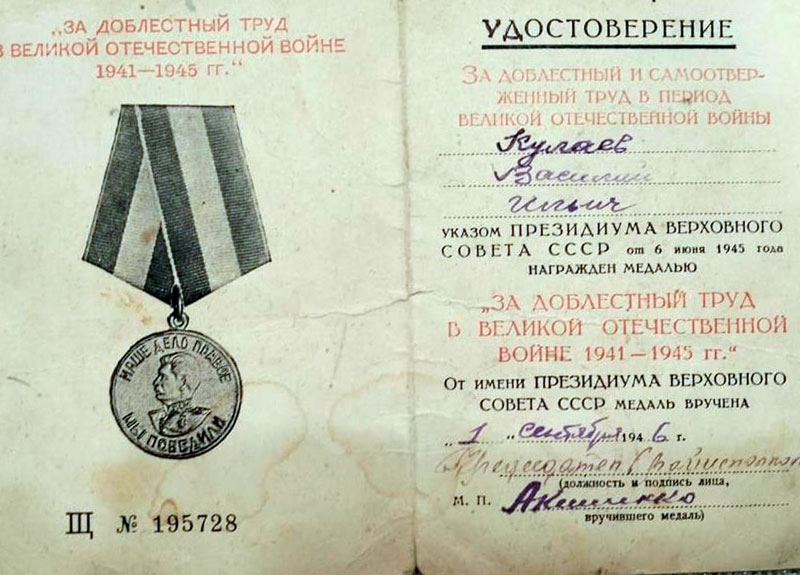 „ЗА ДОБЛЕСТНЫЙ ТРУД
В ВЕЛИКОЙ ОТЕЧЕСТВЕННОЙ ВОЙНЕ
1941—1945 гг."
НАШЕ ДЕЛО ПРАВОЕ
МЫ ПОБЕДИЛИ
Щ № 195728
УДОСТОВЕРЕНИЕ
ЗА ДОБЛЕСТНЫЙ И САМООТВЕР-
ЖЕННЫЙ ТРУД В ПЕРИОД
ВЕЛИКОЙ ОТЕЧЕСТВЕННОЙ ВОЙНЫ
Кулаев
Василий
Ильич
УКАЗОМ ПРЕЗИДИУМА ВЕРХОВНОГО
СОВЕТА СССР от 6 июня 1945 года
НАГРАЖДЕН МЕДАЛЬЮ
„ЗА ДОБЛЕСТНЫЙ ТРУД
В ВЕЛИКОЙ ОТЕЧЕСТВЕННОЙ
ВОЙНЕ 1941—1945 гг."
От имени ПРЕЗИДИУМА ВЕРХОВНОГО
СОВЕТА СССР МЕДАЛЬ ВРУЧЕНА
„1" сентября 1946 г.
Председатель
(должность и подпись лица,
М. П. Акименко
вручившего медаль)